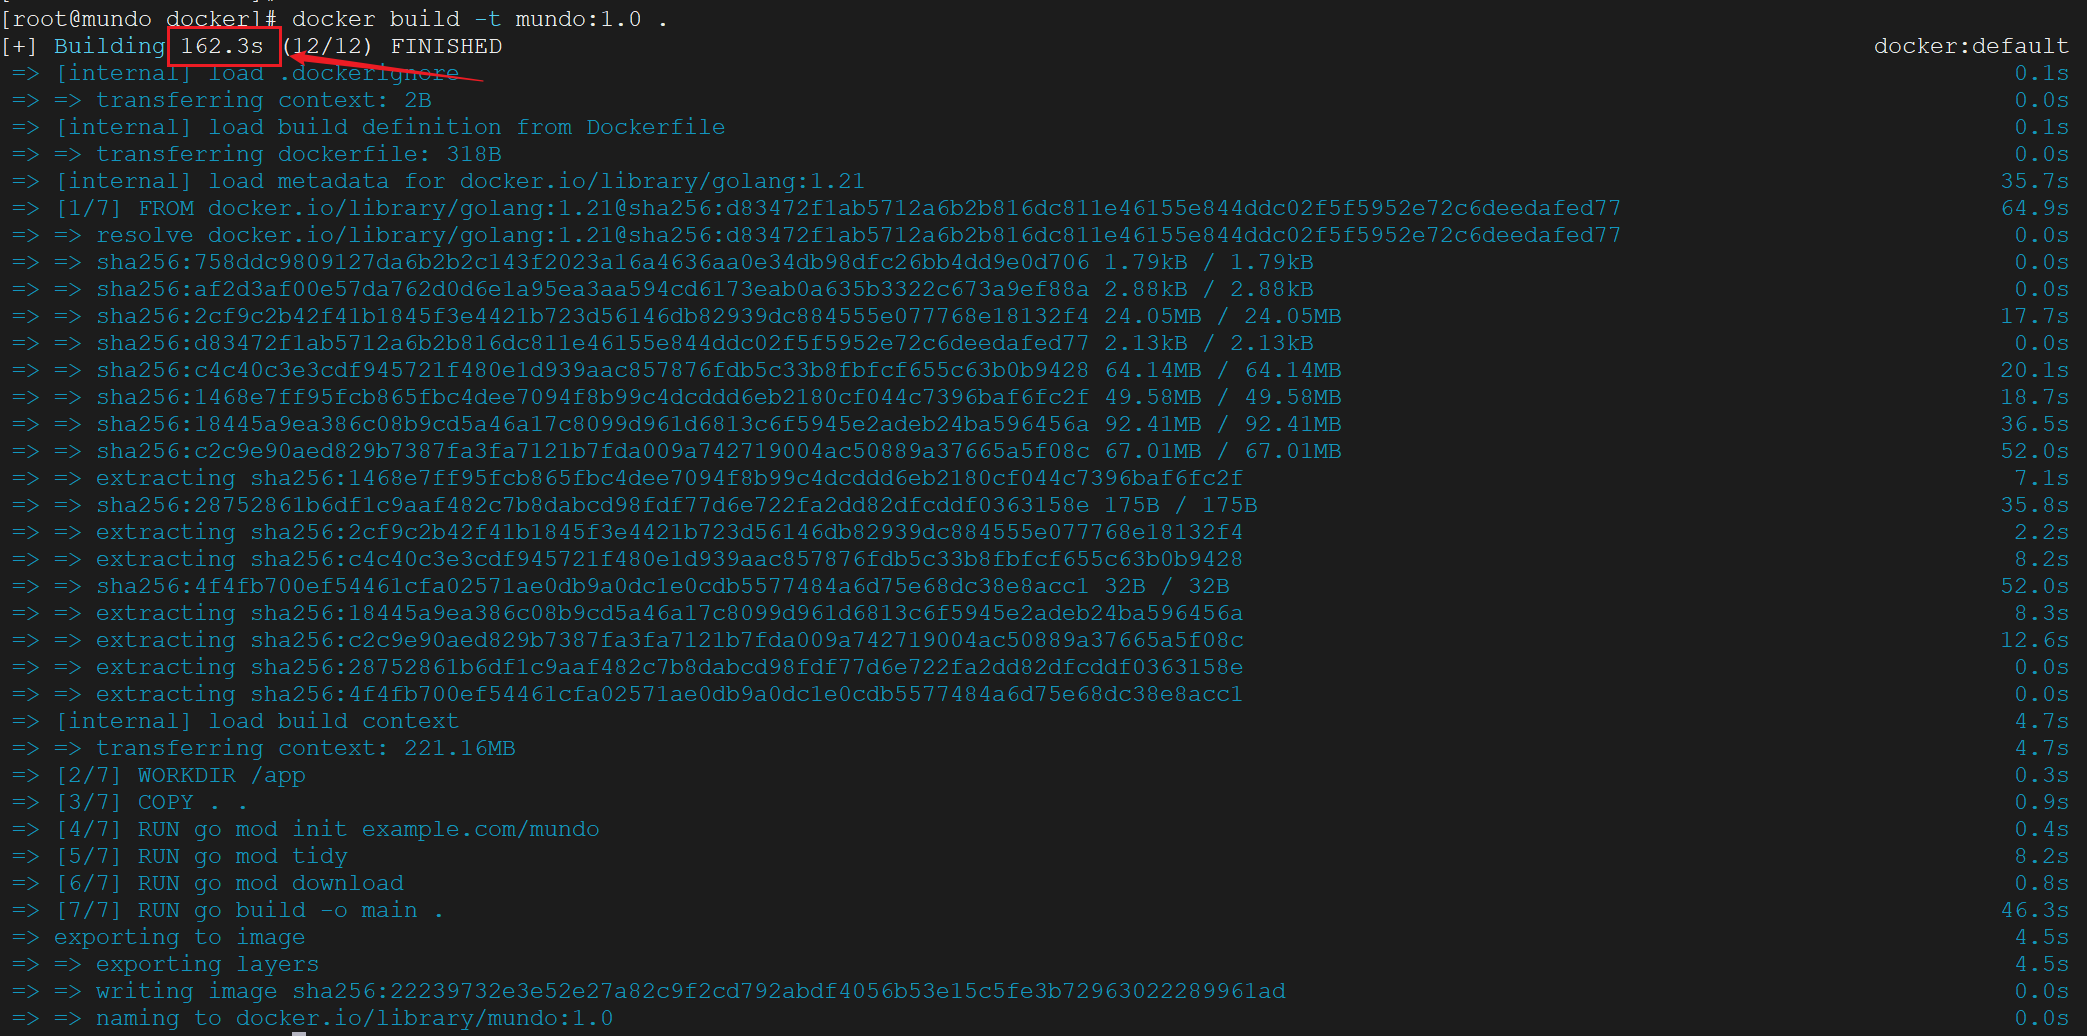 [root@mundo docker]# docker build -t mundo:1.0 .
[+] Building 162.3s (12/12) FINISHED docker:default
=> [internal] load .dockerignore 0.1s
=> => transferring context: 2B 0.0s
=> [internal] load build definition from Dockerfile 0.1s
=> => transferring dockerfile: 318B 0.0s
=> [internal] load metadata for docker.io/library/golang:1.21 35.7s
=> [1/7] FROM docker.io/library/golang:1.21@sha256:d83472f1ab5712a6b2b816dc811e46155e844ddc02f5f5952e72c6deedafed77 64.9s
=> => resolve docker.io/library/golang:1.21@sha256:d83472f1ab5712a6b2b816dc811e46155e844ddc02f5f5952e72c6deedafed77 0.0s
=> => sha256:758ddc9809127da6b2b2c143f2023a16a4636aa0e34db98dfc26bb4dd9e0d706 1.79kB / 1.79kB 0.0s
=> => sha256:af2d3af00e57da762d0d6e1a95ea3aa594cd6173eab0a635b3322c673a9ef88a 2.88kB / 2.88kB 0.0s
=> => sha256:2cf9c2b42f41b1845f3e4421b723d56146db82939dc884555e077768e18132f4 24.05MB / 24.05MB 17.7s
=> => sha256:d83472f1ab5712a6b2b816dc811e46155e844ddc02f5f5952e72c6deedafed77 2.13kB / 2.13kB 0.0s
=> => sha256:c4c40c3e3cdf945721f480e1d939aac857876fdb5c33b8fbfcf655c63b0b9428 64.14MB / 64.14MB 20.1s
=> => sha256:1468e7ff95fcb865fbc4dee7094f8b99c4dcddd6eb2180cf044c7396baf6fc2f 49.58MB / 49.58MB 18.7s
=> => sha256:18445a9ea386c08b9cd5a46a17c8099d961d6813c6f5945e2adeb24ba596456a 92.41MB / 92.41MB 36.5s
=> => sha256:c2c9e90aed829b7387fa3fa7121b7fda009a742719004ac50889a37665a5f08c 67.01MB / 67.01MB 52.0s
=> => extracting sha256:1468e7ff95fcb865fbc4dee7094f8b99c4dcddd6eb2180cf044c7396baf6fc2f 7.1s
=> => sha256:28752861b6df1c9aaf482c7b8dabcd98fdf77d6e722fa2dd82dfcddf0363158e 175B / 175B 35.8s
=> => extracting sha256:2cf9c2b42f41b1845f3e4421b723d56146db82939dc884555e077768e18132f4 2.2s
=> => extracting sha256:c4c40c3e3cdf945721f480e1d939aac857876fdb5c33b8fbfcf655c63b0b9428 8.2s
=> => sha256:4f4fb700ef54461cfa02571ae0db9a0dc1e0cdb5577484a6d75e68dc38e8acc1 32B / 32B 52.0s
=> => extracting sha256:18445a9ea386c08b9cd5a46a17c8099d961d6813c6f5945e2adeb24ba596456a 8.3s
=> => extracting sha256:c2c9e90aed829b7387fa3fa7121b7fda009a742719004ac50889a37665a5f08c 12.6s
=> => extracting sha256:28752861b6df1c9aaf482c7b8dabcd98fdf77d6e722fa2dd82dfcddf0363158e 0.0s
=> => extracting sha256:4f4fb700ef54461cfa02571ae0db9a0dc1e0cdb5577484a6d75e68dc38e8acc1 0.0s
=> [internal] load build context 4.7s
=> => transferring context: 221.16MB 4.7s
=> [2/7] WORKDIR /app 0.3s
=> [3/7] COPY . . 0.9s
=> [4/7] RUN go mod init example.com/mundo 0.4s
=> [5/7] RUN go mod tidy 8.2s
=> [6/7] RUN go mod download 0.8s
=> [7/7] RUN go build -o main . 46.3s
=> exporting to image 4.5s
=> => exporting layers 4.5s
=> => writing image sha256:22239732e3e52e27a82c9f2cd792abdf4056b53e15c5fe3b72963022289961ad 0.0s
=> => naming to docker.io/library/mundo:1.0 0.0s